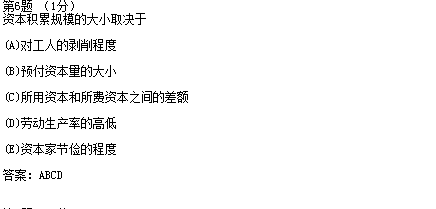 第6题 （1分）
资本积累规模的大小取决于
(A)对工人的剥削程度
(B)预付资本量的大小
(C)所用资本和所费资本之间的差额
(D)劳动生产率的高低
(E)资本家节俭的程度
答案：ABCD